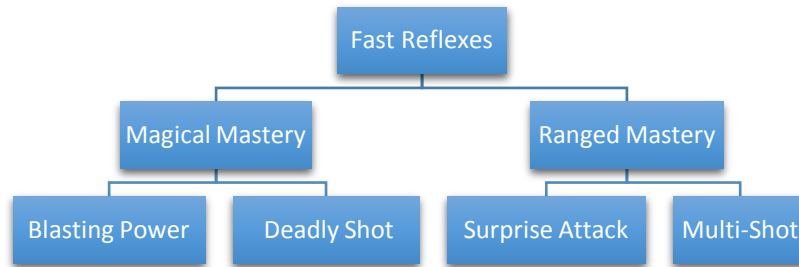 Fast Reflexes
Magical Mastery
Ranged Mastery
Blasting Power
Deadly Shot
Surprise Attack
Multi-Shot